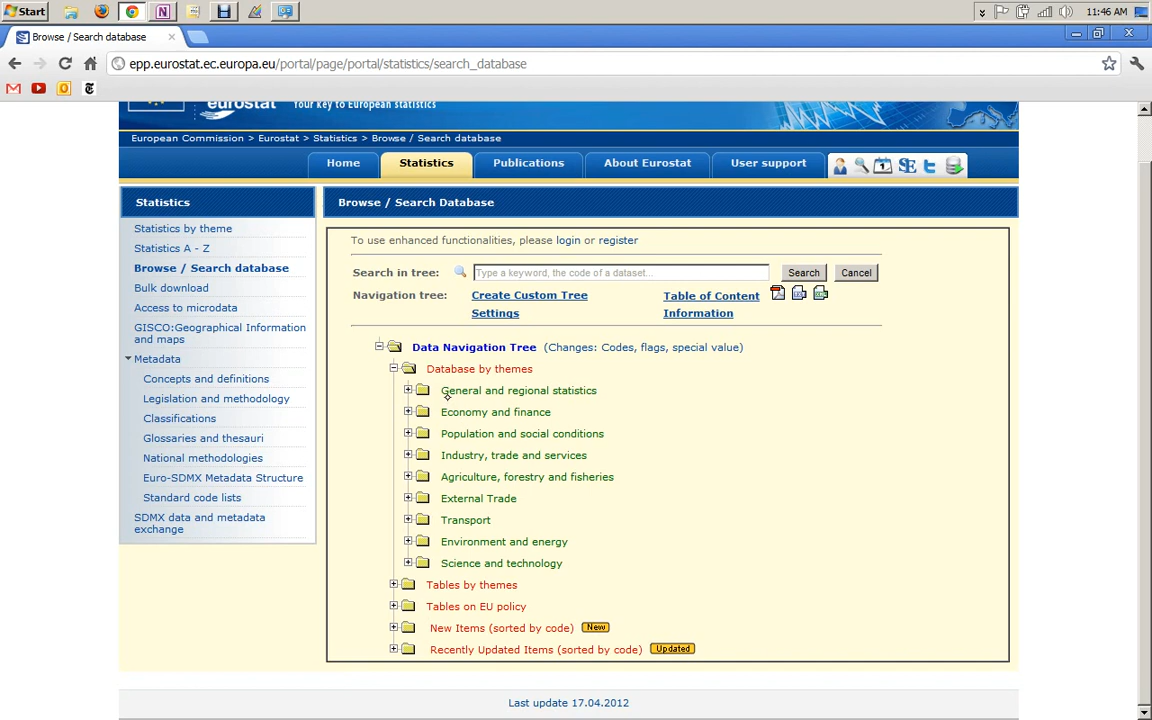 Start
11:46 AM
Browse / Search database
epp.eurostat.ec.europa.eu/portal/page/portal/statistics/search_database
eurostat
Your key to European statistics
European Commission > Eurostat > Statistics > Browse / Search database
Home
Statistics
Publications
About Eurostat
User support
Statistics
Statistics by theme
Statistics A - Z
Browse / Search database
Bulk download
Access to microdata
GISCO:Geographical Information
and maps
Metadata
Concepts and definitions
Legislation and methodology
Classifications
Glossaries and thesauri
National methodologies
Euro-SDMX Metadata Structure
Standard code lists
SDMX data and metadata
exchange
Browse / Search Database
To use enhanced functionalities, please login or register
Search in tree:
Type a keyword, the code of a dataset...
Search
Cancel
Navigation tree:
Create Custom Tree
Table of Content
Settings
Information
Data Navigation Tree (Changes: Codes, flags, special value)
Database by themes
General and regional statistics
Economy and finance
Population and social conditions
Industry, trade and services
Agriculture, forestry and fisheries
External Trade
Transport
Environment and energy
Science and technology
Tables by themes
Tables on EU policy
New Items (sorted by code) New
Recently Updated Items (sorted by code) Updated
Last update 17.04.2012